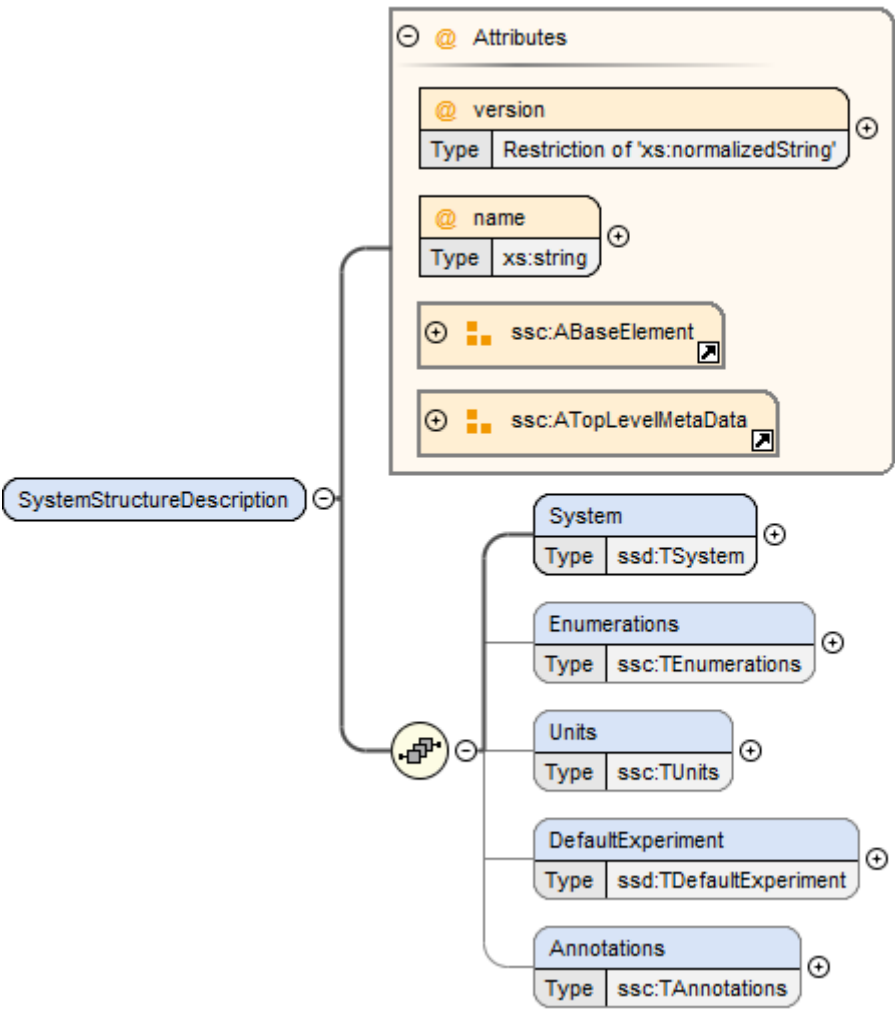 @ Attributes
@ version
Type Restriction of 'xs:normalizedString'
@ name
Type xs:string
ssc:ABaseElement
ssc:ATopLevelMetaData
SystemStructureDescription
System
Type ssd:TSystem
Enumerations
Type ssc:TEnumerations
Units
Type ssc:TUnits
DefaultExperiment
Type ssd:TDefaultExperiment
Annotations
Type ssc:TAnnotations